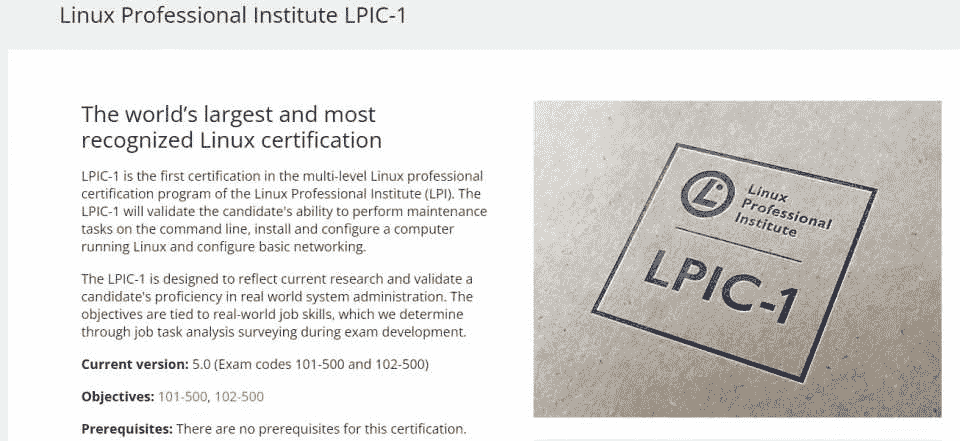 Linux Professional Institute LPIC-1
The world's largest and most
recognized Linux certification
LPIC-1 is the first certification in the multi-level Linux professional
certification program of the Linux Professional Institute (LPI). The
LPIC-1 will validate the candidate's ability to perform maintenance
tasks on the command line, install and configure a computer
running Linux and configure basic networking.
The LPIC-1 is designed to reflect current research and validate a
candidate's proficiency in real world system administration. The
objectives are tied to real-world job skills, which we determine
through job task analysis surveying during exam development.
Current version: 5.0 (Exam codes 101-500 and 102-500)
Objectives: 101-500, 102-500
Prerequisites: There are no prerequisites for this certification.
Linux
Professional
Institute
LPIC-1